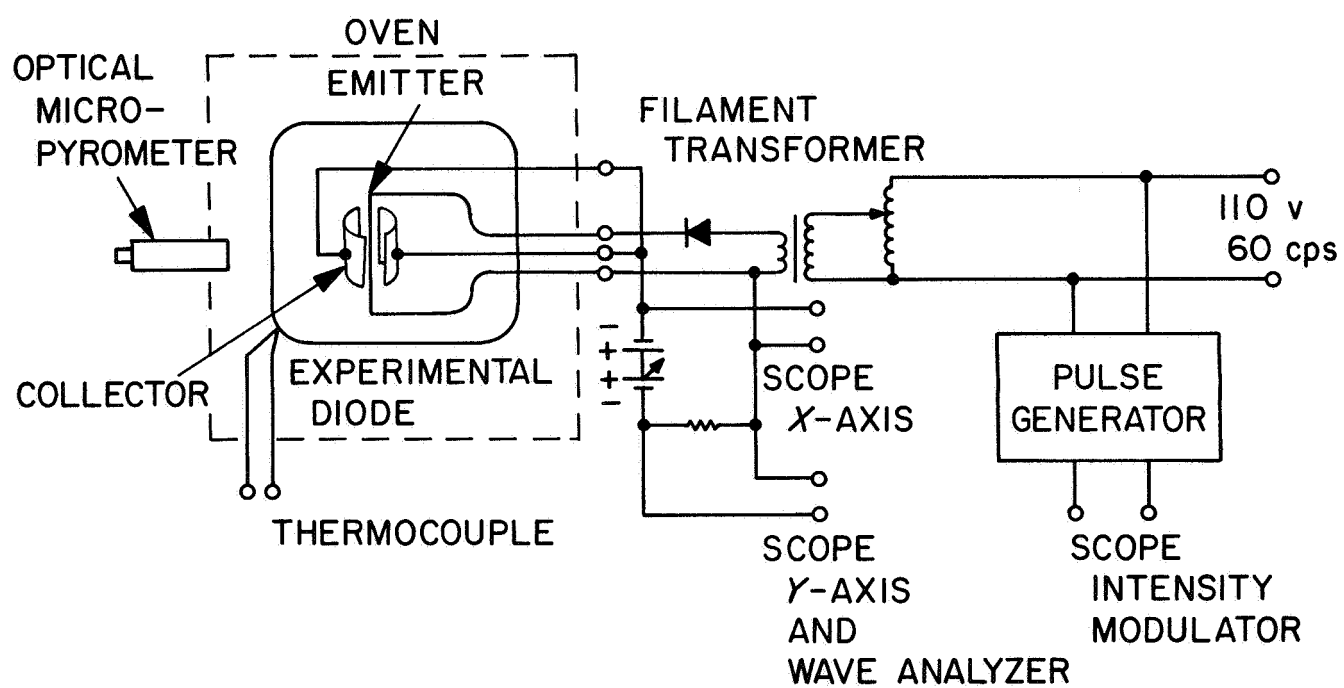 OVEN
OPTICAL
MICRO-
PYROMETER
EMITTER
FILAMENT
TRANSFORMER
110 v
60 cps
−
+
+
−
COLLECTOR
EXPERIMENTAL
DIODE
SCOPE
X-AXIS
PULSE
GENERATOR
THERMOCOUPLE
SCOPE
Y-AXIS
AND
WAVE ANALYZER
SCOPE
INTENSITY
MODULATOR